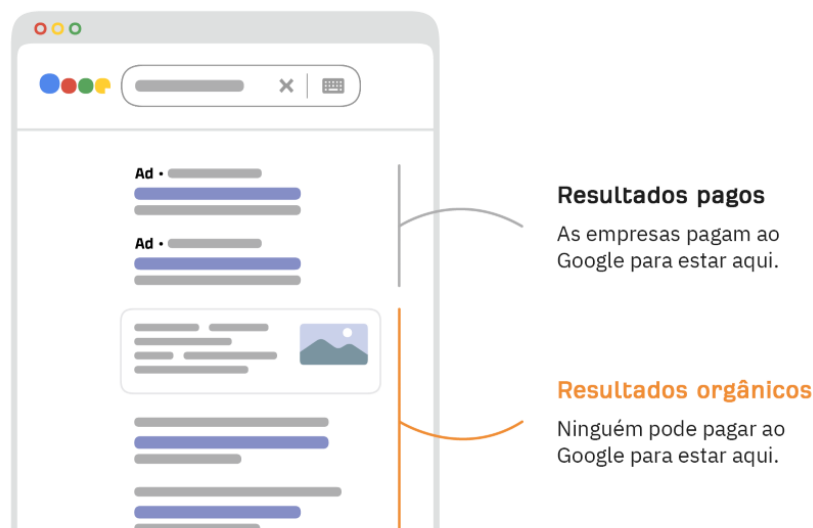 Ad •
Resultados pagos
As empresas pagam ao
Google para estar aqui.
Ad •
Resultados orgânicos
Ninguém pode pagar ao
Google para estar aqui.